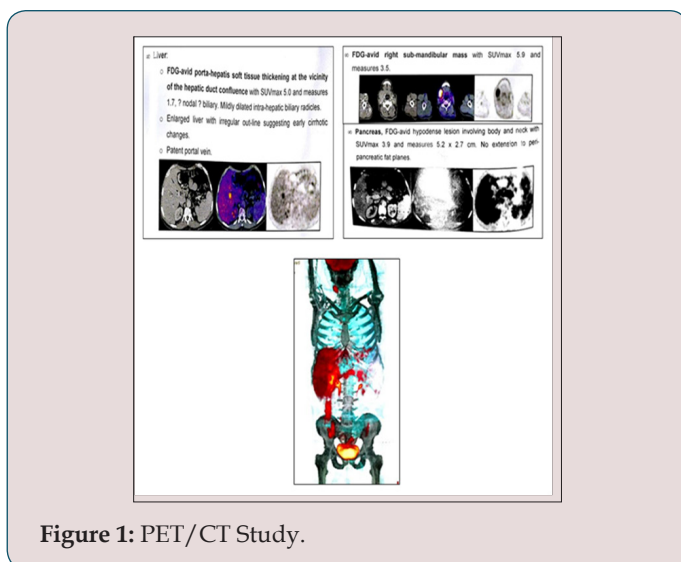 Liver:
FDG-avid porta-hepatis soft tissue thickening at the vicinity
of the hepatic duct confluence with SUVmax 5.0 and measures
1.7, ? nodal ? biliary. Mildly dilated intra-hepatic biliary radicles.
Enlarged liver with irregular out-line suggesting early cirrhotic
changes.
Patent portal vein.
FDG-avid right sub-mandibular mass with SUVmax 5.9 and
measures 3.5.
Pancreas, FDG-avid hypodense lesion involving body and neck with
SUVmax 3.9 and measures 5.2 x 2.7 cm. No extension to peri-
pancreatic fat planes.
Figure 1: PET/CT Study.